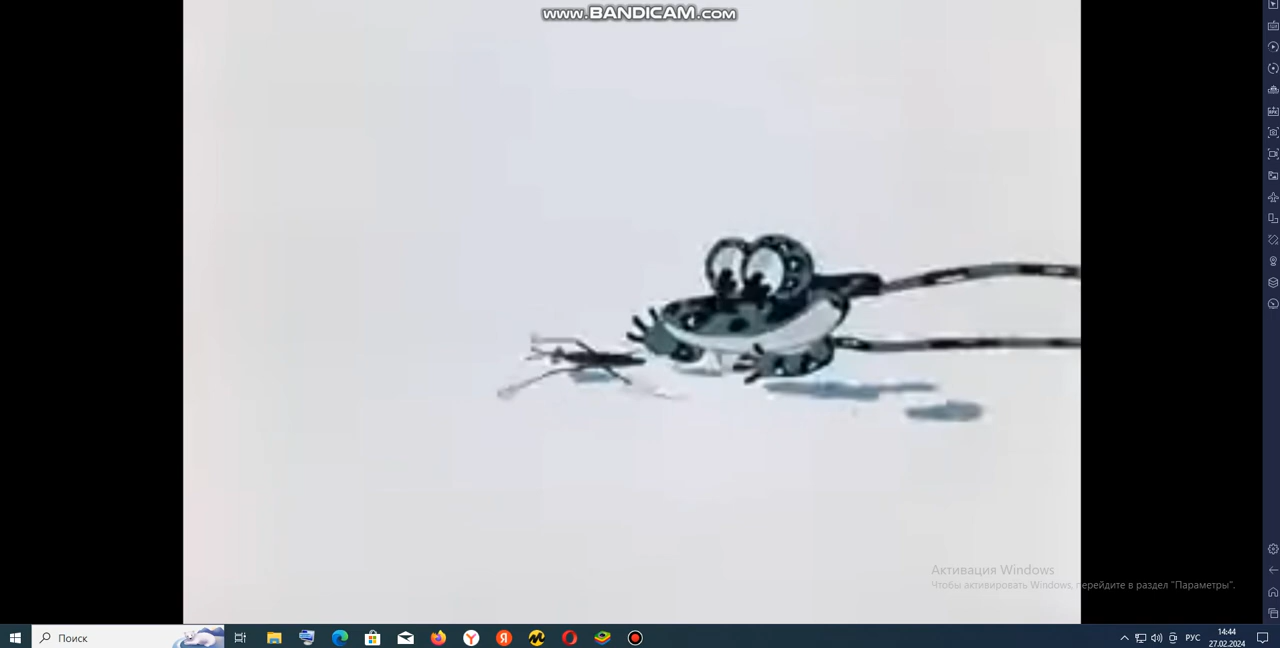 www.BANDICAM.com
Активация Windows
Чтобы активировать Windows, перейдите в раздел "Параметры".
Поиск
РУС
14:44
27.02.2024